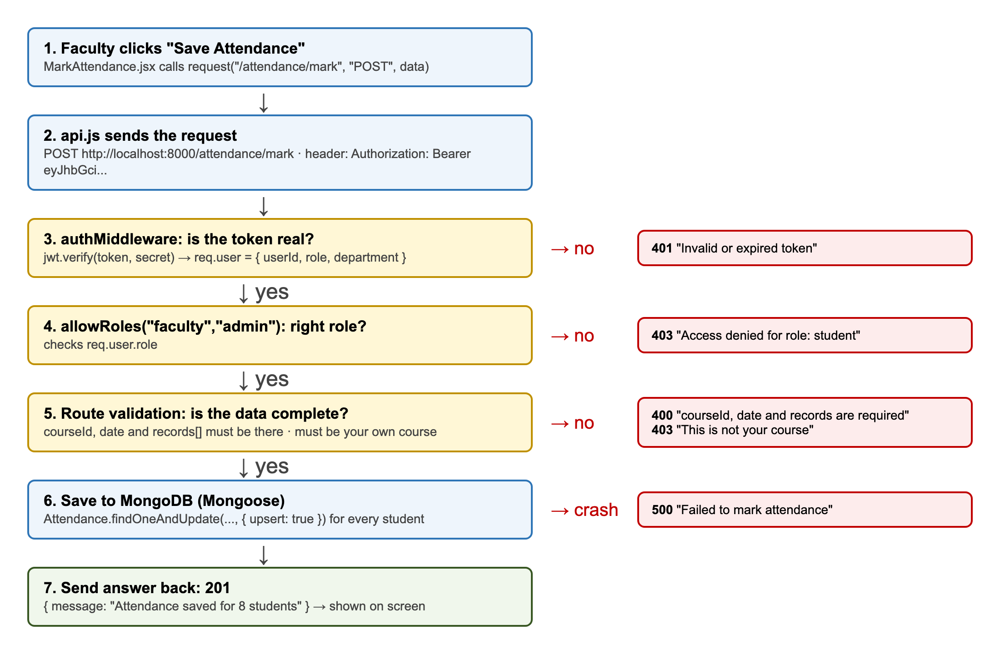 1. Faculty clicks "Save Attendance"
MarkAttendance.jsx calls request("/attendance/mark", "POST", data)
↓
2. api.js sends the request
POST http://localhost:8000/attendance/mark · header: Authorization: Bearer
eyJhbGci...
↓
3. authMiddleware: is the token real?
jwt.verify(token, secret) → req.user = { userId, role, department }
→ no
401 "Invalid or expired token"
↓ yes
4. allowRoles("faculty","admin"): right role?
checks req.user.role
→ no
403 "Access denied for role: student"
↓ yes
5. Route validation: is the data complete?
courseId, date and records[] must be there · must be your own course
→ no
400 "courseId, date and records are required"
403 "This is not your course"
↓ yes
6. Save to MongoDB (Mongoose)
Attendance.findOneAndUpdate(..., { upsert: true }) for every student
→ crash
500 "Failed to mark attendance"
↓
7. Send answer back: 201
{ message: "Attendance saved for 8 students" } → shown on screen